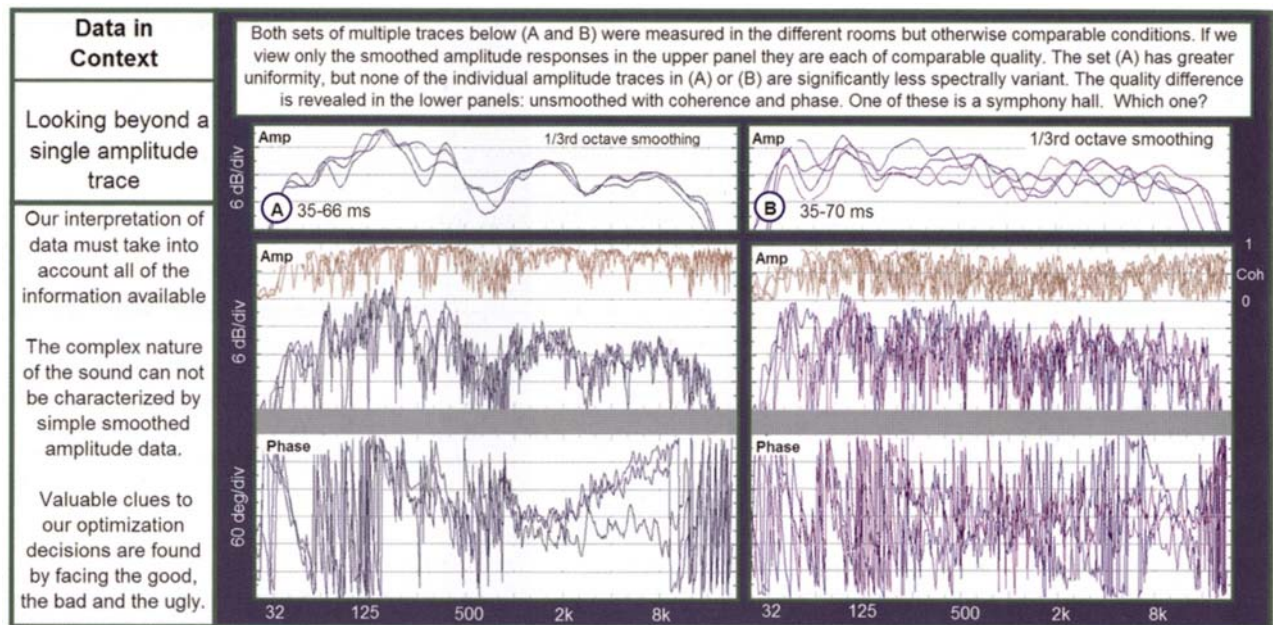 Data in
Context
Looking beyond a
single amplitude
trace
Our interpretation of
data must take into
account all of the
information available
The complex nature
of the sound can not
be characterized by
simple smoothed
amplitude data.
Valuable clues to
our optimization
decisions are found
by facing the good,
the bad and the ugly.
Both sets of multiple traces below (A and B) were measured in the different rooms but otherwise comparable conditions. If we
view only the smoothed amplitude responses in the upper panel they are each of comparable quality. The set (A) has greater
uniformity, but none of the individual amplitude traces in (A) or (B) are significantly less spectrally variant. The quality difference
is revealed in the lower panels: unsmoothed with coherence and phase. One of these is a symphony hall. Which one?
6 dB/div
Amp
1/3rd octave smoothing
A 35-66 ms
Amp
1/3rd octave smoothing
B 35-70 ms
6 dB/div
Amp
Amp
1
Coh
0
60 deg/div
Phase
Phase
32 125 500 2k 8k
32 125 500 2k 8k